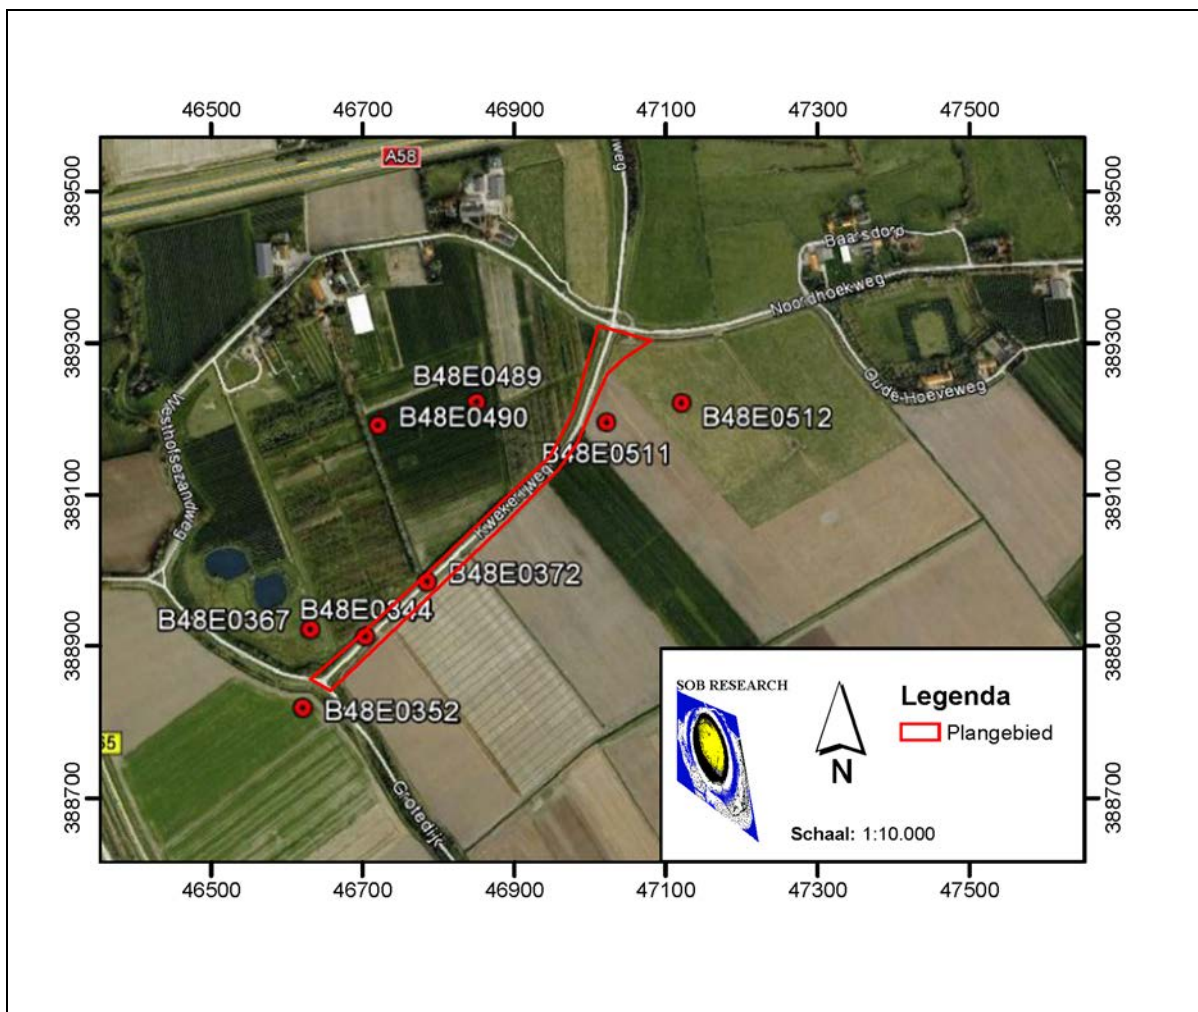 46500 46700 46900 47100 47300 47500
389500
389300
389100
388900
388700
A58
weg
389500
389300
389100
388900
388700
Baarsdorp
Noordhoekweg
Oude-Hoeveweg
Westhofsezandweg
B48E0489
B48E0490
B48E0512
B48E0511
Kwekerijweg
B48E0372
B48E0367 B48E0344
B48E0352
Grotedijk
SOB RESEARCH
Legenda
Plangebied
N
Schaal: 1:10.000
46500 46700 46900 47100 47300 47500